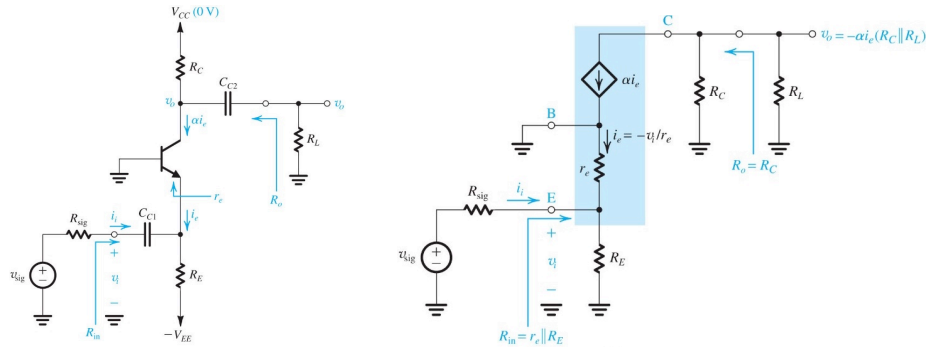 V_CC (0 V)
R_C
C_C2
v_o
v_o
αi_e
R_L
r_e
R_o
i_e
R_sig
i_i
C_C1
v_sig
+
−
+
v_i
−
R_E
R_in
−V_EE
C
v_o = −αi_e(R_C‖R_L)
αi_e
R_C
R_L
B
i_e = −v_i/r_e
r_e
R_o = R_C
R_sig
i_i
E
v_sig
+
−
+
v_i
−
R_E
R_in = r_e‖R_E